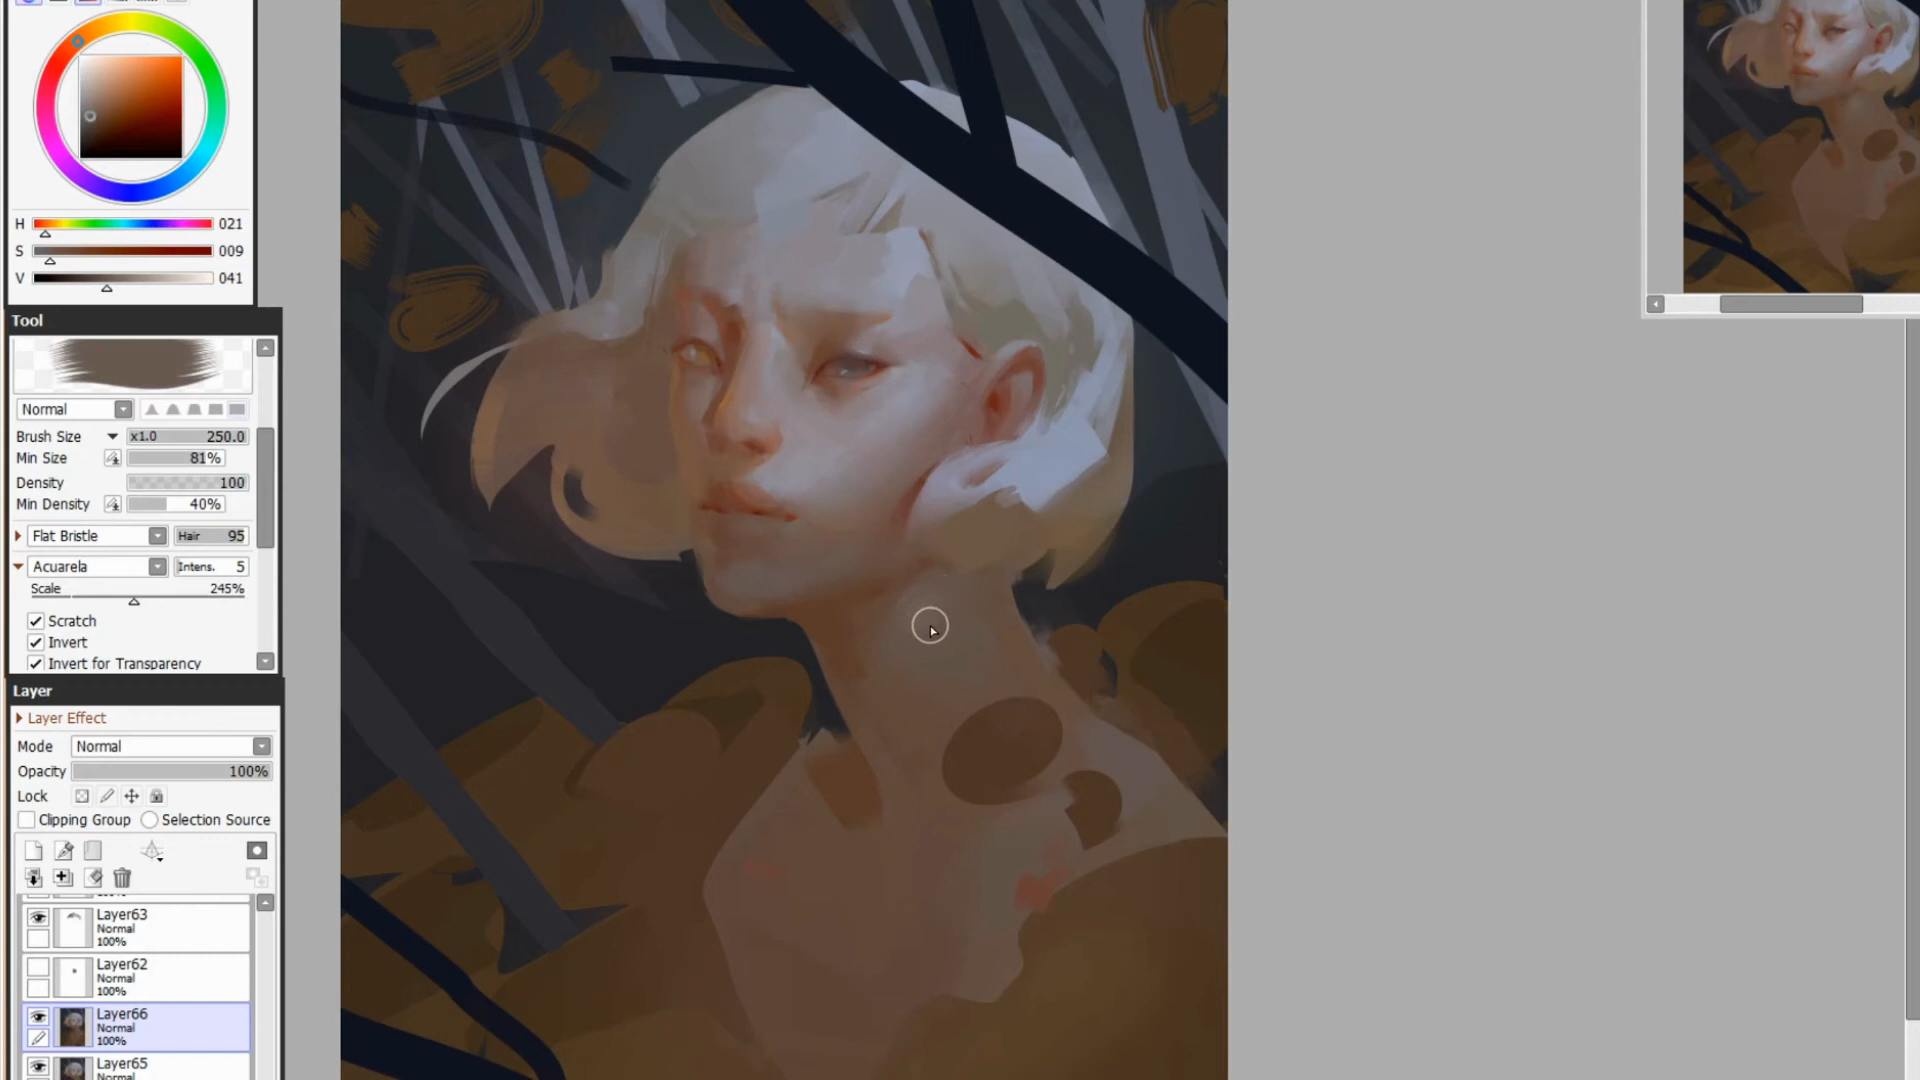 H 021
S 009
V 041
Tool
Normal
Brush Size x1.0 250.0
Min Size 81%
Density 100
Min Density 40%
Flat Bristle Hair 95
Acuarela Intens. 5
Scale 245%
Scratch
Invert
Invert for Transparency
Layer
Layer Effect
Mode Normal
Opacity 100%
Lock
Clipping Group Selection Source
Layer63
Normal
100%
Layer62
Normal
100%
Layer66
Normal
100%
Layer65
Normal